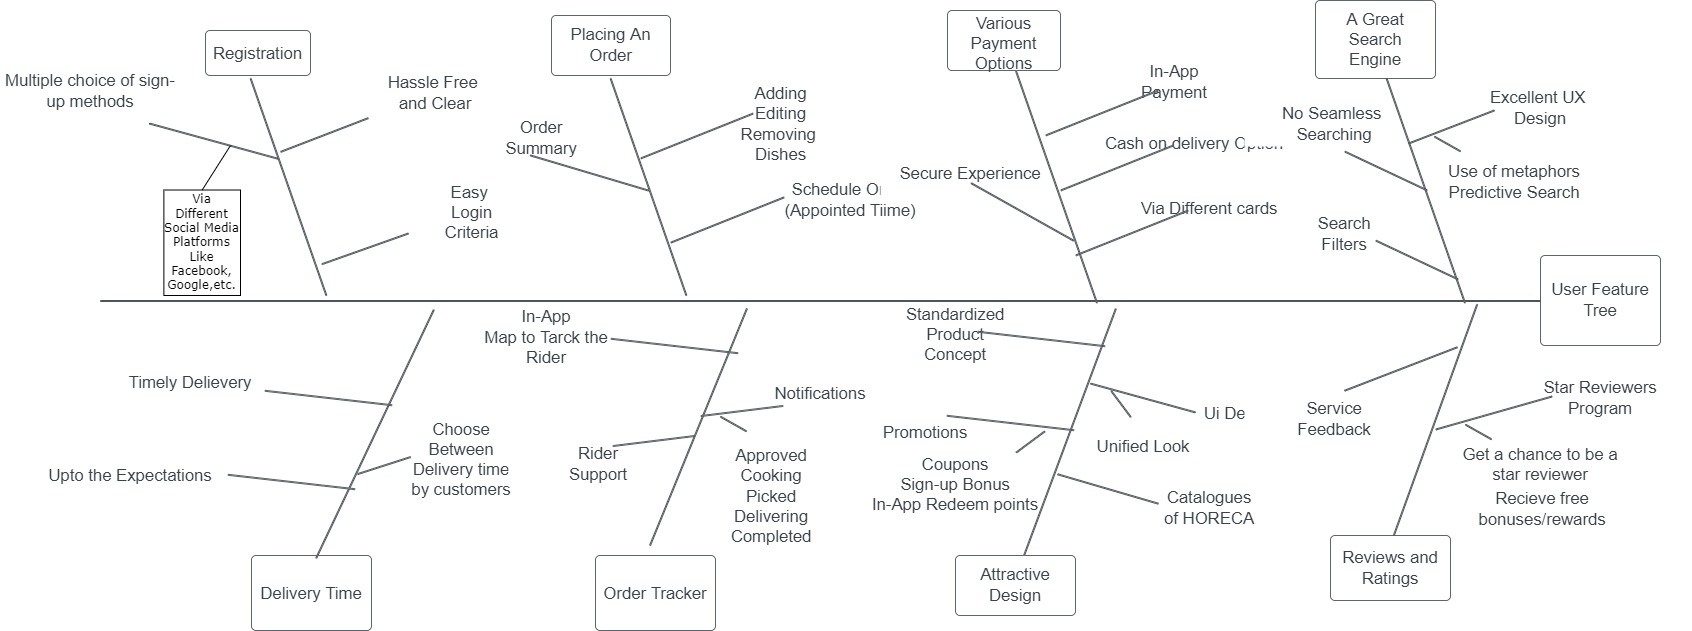 Registration
Multiple choice of sign-
up methods
Hassle Free
and Clear
Via
Different
Social Media
Platforms
Like
Facebook,
Google,etc.
Easy
Login
Criteria
Placing An
Order
Order
Summary
Adding
Editing
Removing
Dishes
Schedule
(Appointed Tiime)
Various
Payment
Options
In-App
Payment
Cash on delivery Option
Secure Experience
Via Different cards
A Great
Search
Engine
No Seamless
Searching
Excellent UX
Design
Use of metaphors
Predictive Search
Search
Filters
User Feature
Tree
Timely Delievery
Upto the Expectations
Choose
Between
Delivery time
by customers
Delivery Time
In-App
Map to Tarck the
Rider
Notifications
Rider
Support
Approved
Cooking
Picked
Delivering
Completed
Order Tracker
Standardized
Product
Concept
Ui De
Unified Look
Promotions
Coupons
Sign-up Bonus
In-App Redeem points
Catalogues
of HORECA
Attractive
Design
Service
Feedback
Star Reviewers
Program
Get a chance to be a
star reviewer
Recieve free
bonuses/rewards
Reviews and
Ratings